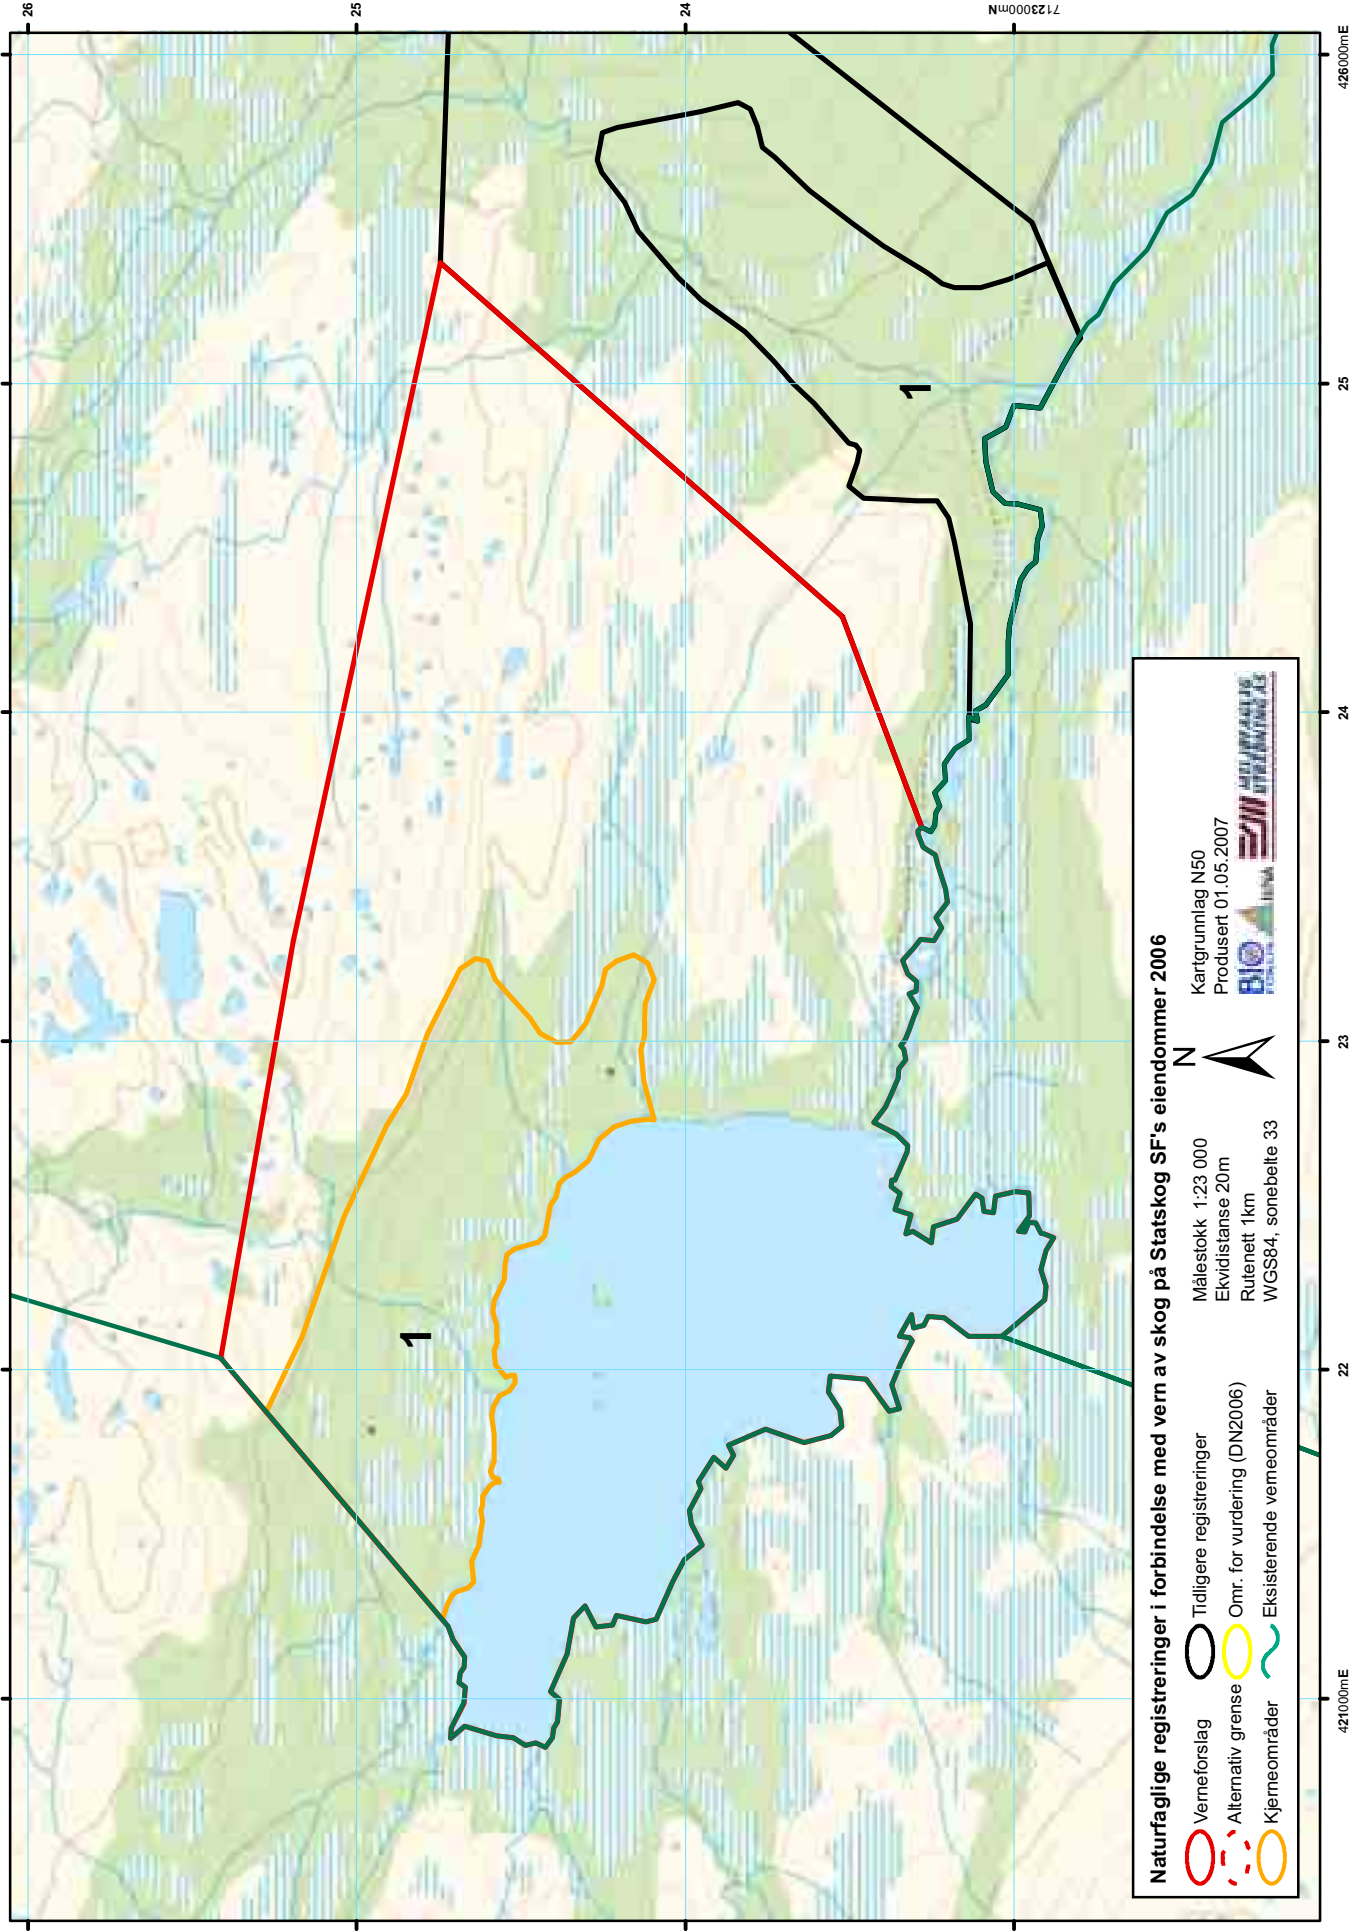 26
25
24
7123000mN
426000mE
25
24
23
22
421000mE
1
1
Naturfaglige registreringer i forbindelse med vern av skog på Statskog SF's eiendommer 2006
Verneforslag
Alternativ grense
Kjerneområder
Tidligere registreringer
Omr. for vurdering (DN2006)
Eksisterende verneområder
Målestokk 1:23 000
Ekvidistanse 20m
Rutenett 1km
WGS84, sonebelte 33
N
Kartgrunnlag N50
Produsert 01.05.2007
BIO